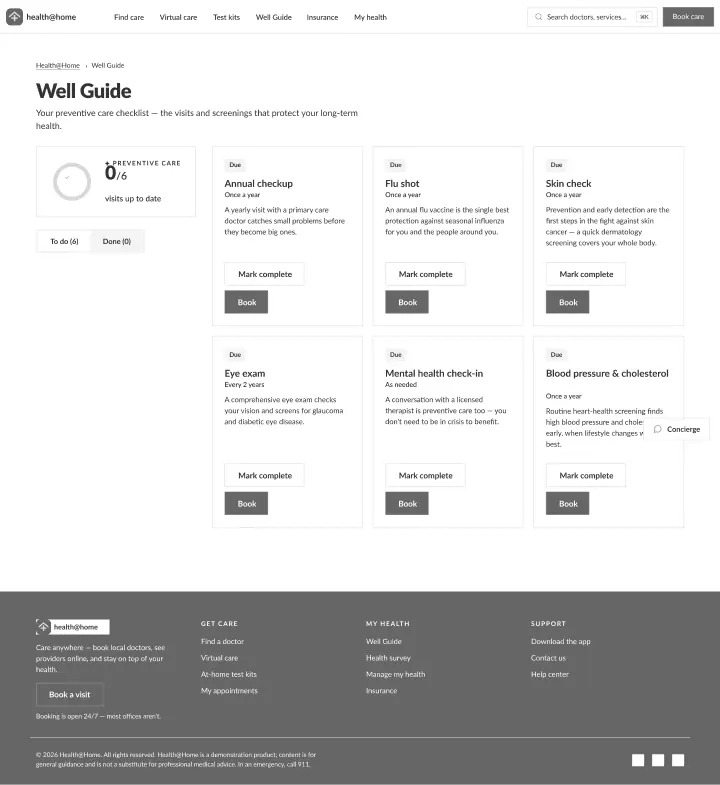 health@home
Find care
Virtual care
Test kits
Well Guide
Insurance
My health
Search doctors, services...
⌘K
Book care
Health@Home › Well Guide
Well Guide
Your preventive care checklist — the visits and screenings that protect your long-term
health.
PREVENTIVE CARE
0/6
visits up to date
To do (6)
Done (0)
Due
Annual checkup
Once a year
A yearly visit with a primary care
doctor catches small problems before
they become big ones.
Mark complete
Book
Due
Flu shot
Once a year
An annual flu vaccine is the single best
protection against seasonal influenza
for you and the people around you.
Mark complete
Book
Due
Skin check
Once a year
Prevention and early detection are the
first steps in the fight against skin
cancer — a quick dermatology
screening covers your whole body.
Mark complete
Book
Due
Eye exam
Every 2 years
A comprehensive eye exam checks
your vision and screens for glaucoma
and diabetic eye disease.
Mark complete
Book
Due
Mental health check-in
As needed
A conversation with a licensed
therapist is preventive care too — you
don't need to be in crisis to benefit.
Mark complete
Book
Due
Blood pressure & cholesterol
Once a year
Routine heart-health screening finds
high blood pressure and
early, when lifestyle changes
best.
Mark complete
Book
Concierge
health@home
Care anywhere — book local doctors, see
providers online, and stay on top of your
health.
Book a visit
Booking is open 24/7 — most offices aren't.
GET CARE
Find a doctor
Virtual care
At-home test kits
My appointments
MY HEALTH
Well Guide
Health survey
Manage my health
Insurance
SUPPORT
Download the app
Contact us
Help center
© 2026 Health@Home. All rights reserved. Health@Home is a demonstration product; content is for
general guidance and is not a substitute for professional medical advice. In an emergency, call 911.